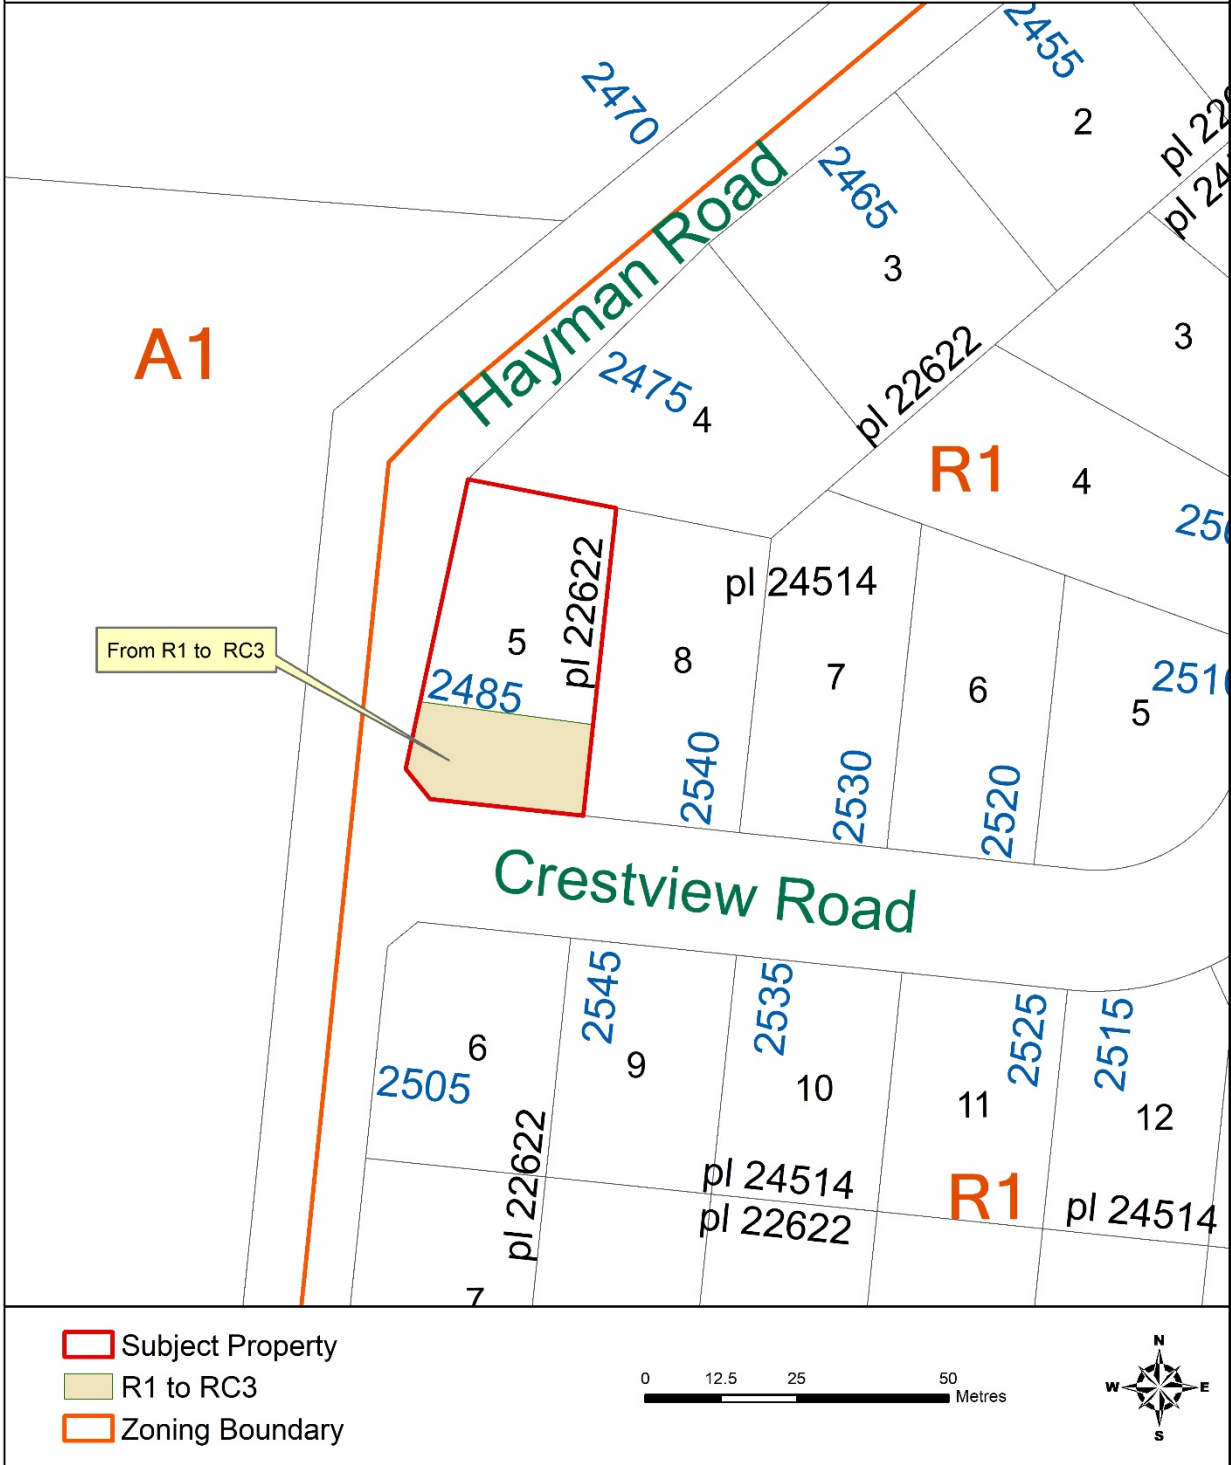 2455
2470
2
2465
3
Hayman Road
3
A1
2475
4
pl 22622
R1
4
pl 22622
pl 24514
5
8
7
6
5
From R1 to RC3
2485
2540
2530
2520
Crestview Road
2545
2535
2525
2515
6
9
10
11
12
2505
pl 22622
pl 24514
pl 22622
R1
pl 24514
7
Subject Property
R1 to RC3
Zoning Boundary
0 12.5 25 50
Metres
N
W E
S